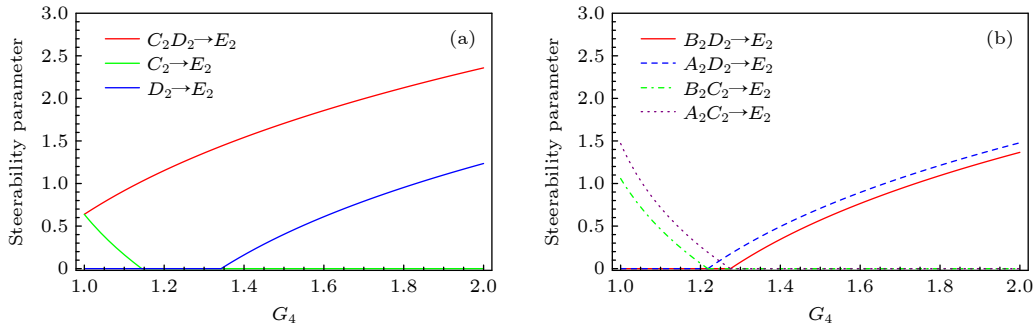 3.0
2.5
2.0
1.5
1.0
0.5
0
Steerability parameter
C₂D₂→E₂
C₂→E₂
D₂→E₂
(a)
1.0 1.2 1.4 1.6 1.8 2.0
G₄
3.0
2.5
2.0
1.5
1.0
0.5
0
Steerability parameter
B₂D₂→E₂
A₂D₂→E₂
B₂C₂→E₂
A₂C₂→E₂
(b)
1.0 1.2 1.4 1.6 1.8 2.0
G₄